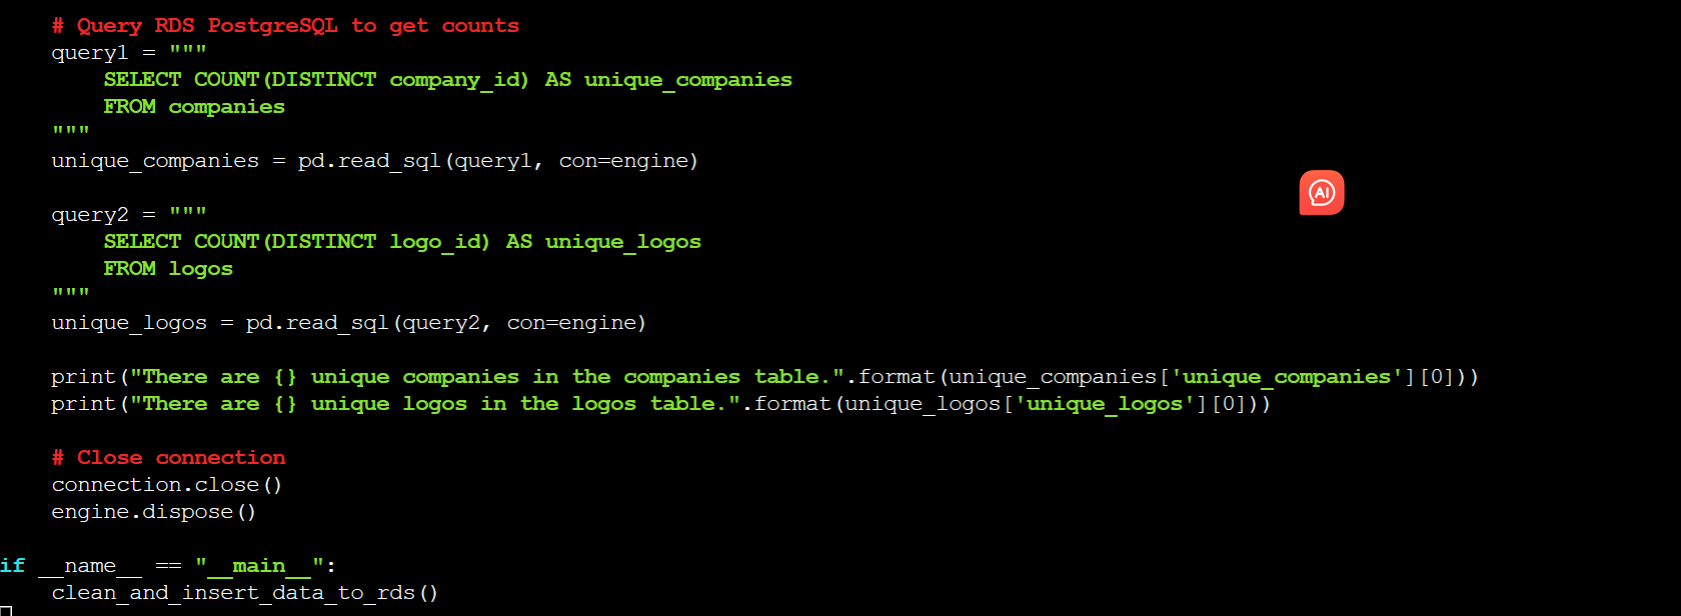 # Query RDS PostgreSQL to get counts
query1 = """
SELECT COUNT(DISTINCT company_id) AS unique_companies
FROM companies
"""
unique_companies = pd.read_sql(query1, con=engine)
query2 = """
SELECT COUNT(DISTINCT logo_id) AS unique_logos
FROM logos
"""
unique_logos = pd.read_sql(query2, con=engine)
print("There are {} unique companies in the companies table.".format(unique_companies['unique_companies'][0]))
print("There are {} unique logos in the logos table.".format(unique_logos['unique_logos'][0]))
# Close connection
connection.close()
engine.dispose()
if __name__ == "__main__":
clean_and_insert_data_to_rds()
AI